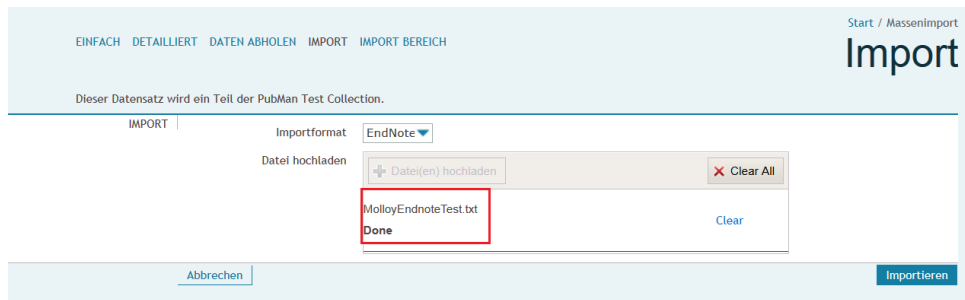 Start / Massenimport
EINFACH DETAILLIERT DATEN ABHOLEN IMPORT IMPORT BEREICH
Import
Dieser Datensatz wird ein Teil der PubMan Test Collection.
IMPORT
Importformat EndNote
Datei hochladen
Datei(en) hochladen Clear All
MolloyEndnoteTest.txt
Clear
Done
Abbrechen Importieren